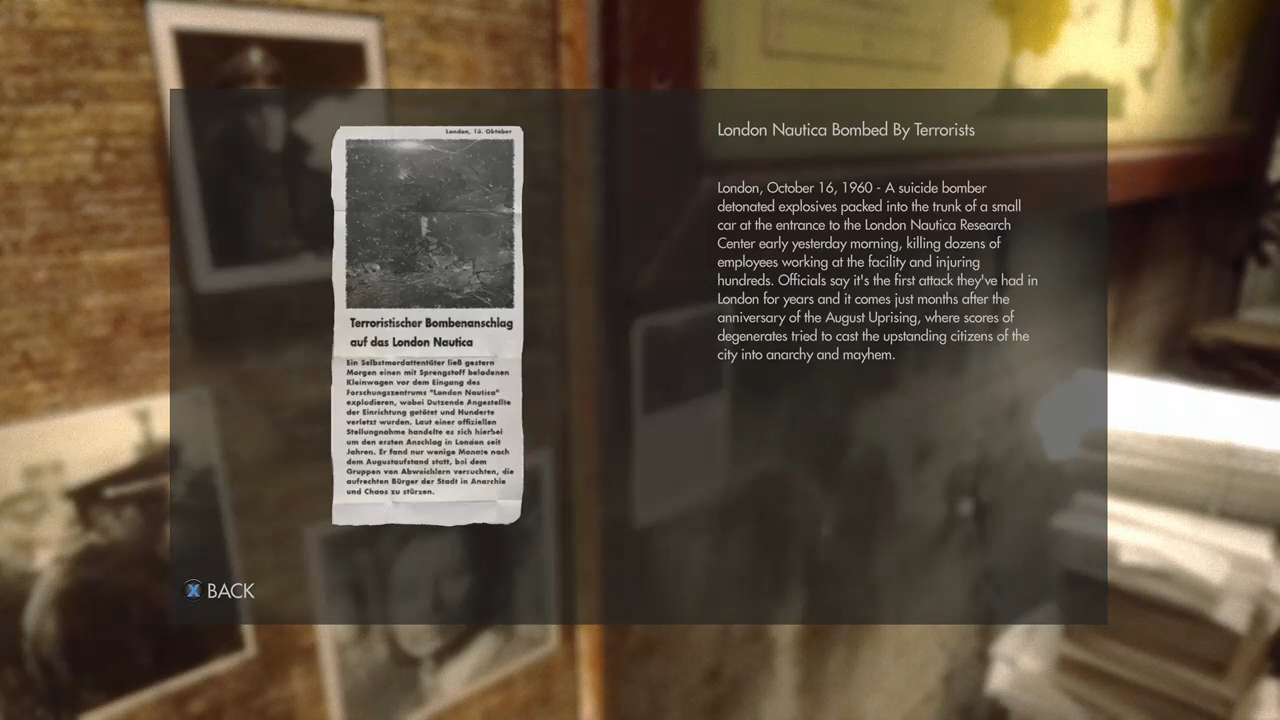 London, 16. Oktober
Terroristischer Bombenanschlag
auf das London Nautica
Ein Selbstmordattentäter ließ gestern
Morgen einen mit Sprengstoff beladenen
Kleinwagen vor dem Eingang des
Forschungszentrums "London Nautica"
explodieren, wobei Dutzende Angestellte
der Einrichtung getötet und Hunderte
verletzt wurden. Laut einer offiziellen
Stellungnahme handelte es sich hierbei
um den ersten Anschlag in London seit
Jahren. Er fand nur wenige Monate nach
dem Augustaufstand statt, bei dem
Gruppen von Abweichlern versuchten, die
aufrechten Bürger der Stadt in Anarchie
und Chaos zu stürzen.
London Nautica Bombed By Terrorists
London, October 16, 1960 - A suicide bomber
detonated explosives packed into the trunk of a small
car at the entrance to the London Nautica Research
Center early yesterday morning, killing dozens of
employees working at the facility and injuring
hundreds. Officials say it's the first attack they've had in
London for years and it comes just months after the
anniversary of the August Uprising, where scores of
degenerates tried to cast the upstanding citizens of the
city into anarchy and mayhem.
X BACK